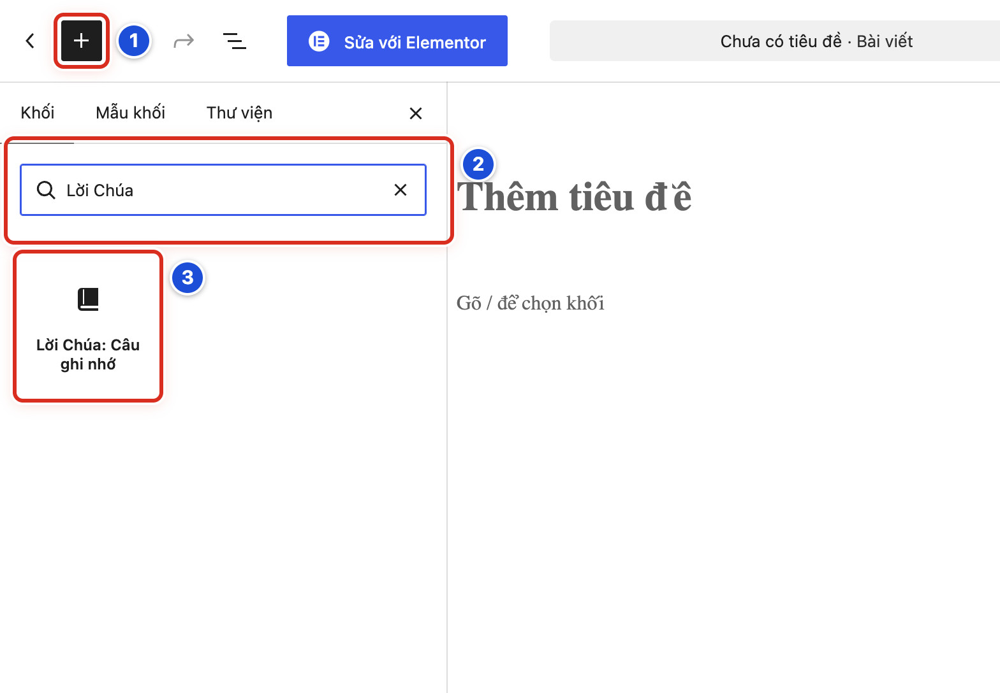 1
Sửa với Elementor
Chưa có tiêu đề · Bài viết
Khối
Mẫu khối
Thư viện
2
Lời Chúa
Thêm tiêu đề
3
Gõ / để chọn khối
Lời Chúa: Câu
ghi nhớ